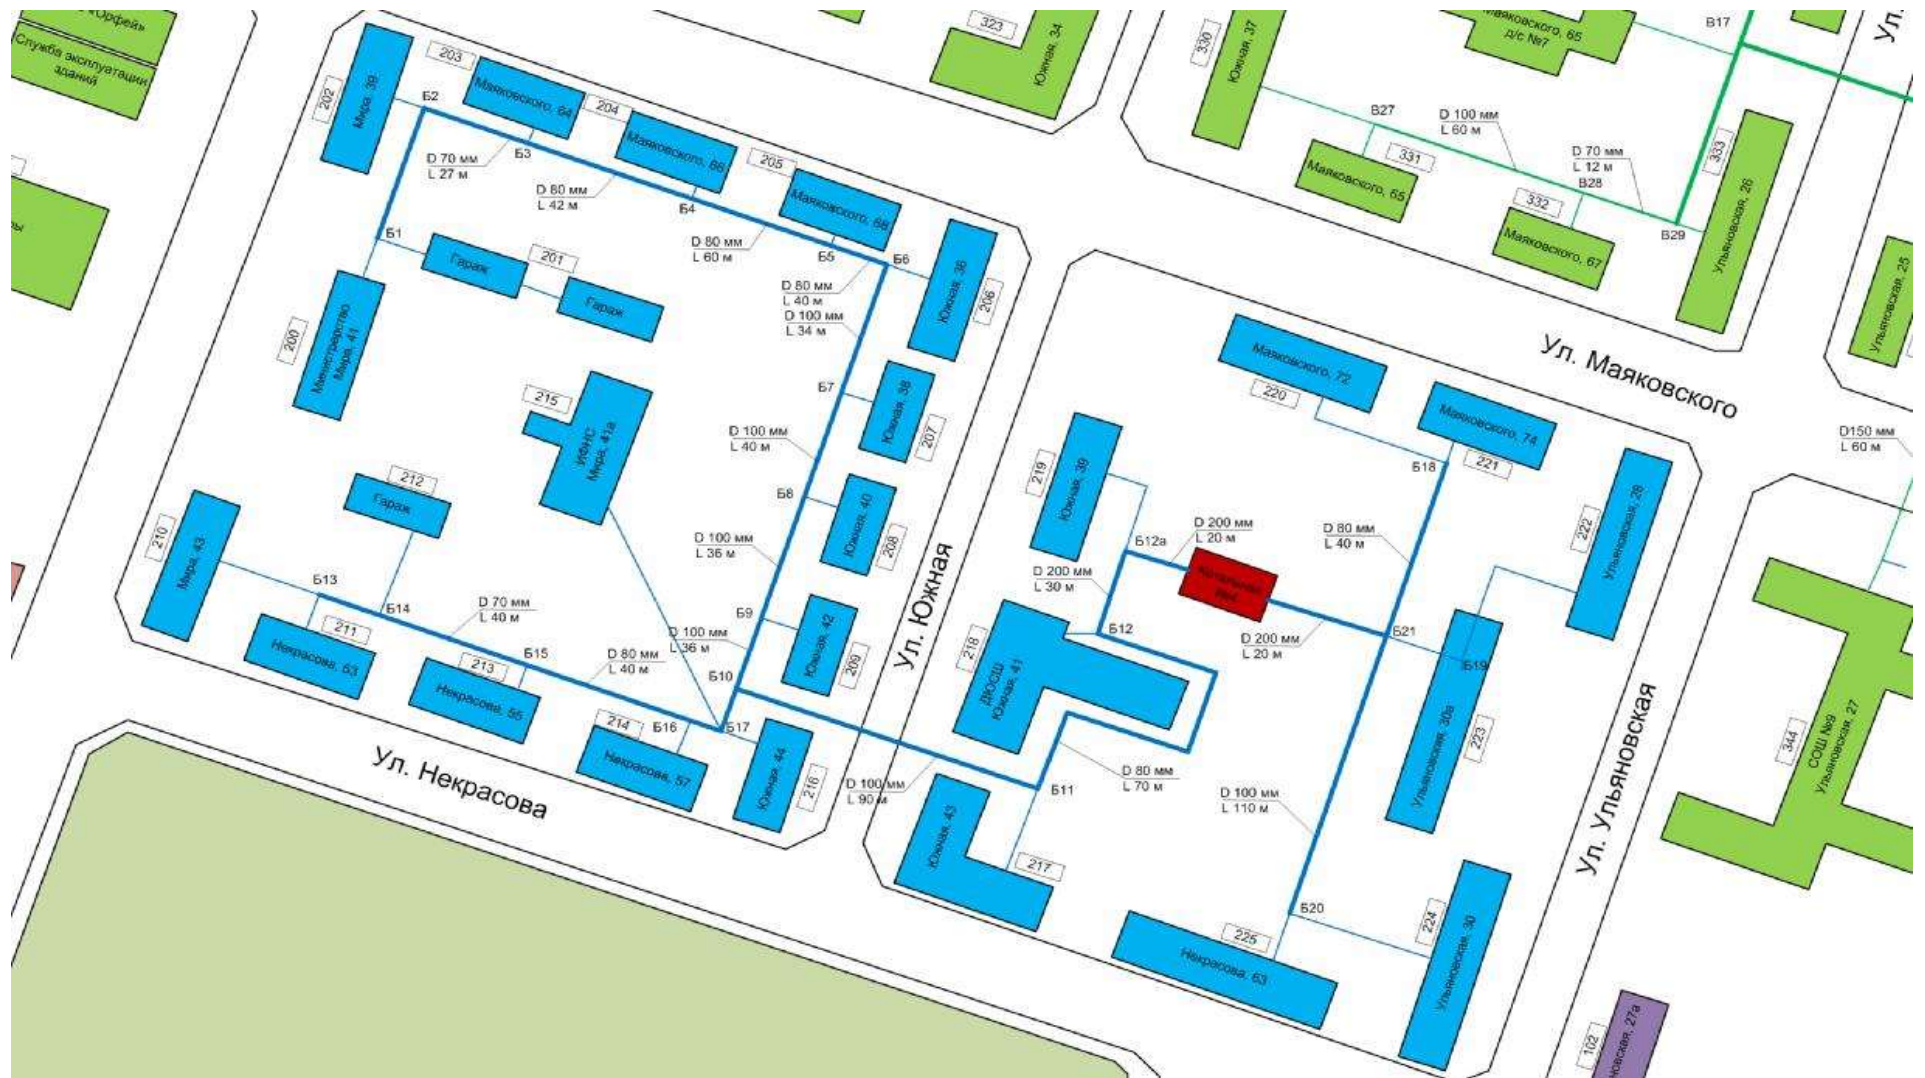 «Орфей»
Служба эксплуатации
зданий
323
Южная, 34
330
Южная, 37
Маяковского, 65
д/с №7
В17
Ул.
202
Мира, 39
203
Маяковского, 64
204
Маяковского, 66
205
Маяковского, 68
Б2
Б3
D 70 мм
L 27 м
D 80 мм
L 42 м
Б4
D 80 мм
L 60 м
Б5
Б6
Южная, 36
206
В27
D 100 мм
L 60 м
331
Маяковского, 65
D 70 мм
L 12 м
В28
332
Маяковского, 67
В29
333
Ульяновская, 26
Ульяновская, 25
Б1
Гараж
201
Гараж
200
Министерство
Мира, 41
D 80 мм
L 40 м
D 100 мм
L 34 м
Б7
Южная, 38
207
215
ИФНС
Мира, 41а
D 100 мм
L 40 м
Б8
Южная, 40
208
Ул. Маяковского
Маяковского, 72
220
Маяковского, 74
221
Б18
D150 мм
L 60 м
219
Южная, 39
Ульяновская, 28
222
212
Гараж
210
Мира, 43
D 100 мм
L 36 м
Ул. Южная
Б12а
D 200 мм
L 20 м
D 80 мм
L 40 м
D 200 мм
L 30 м
Котельная
№4
Б13
Б14
D 70 мм
L 40 м
211
Некрасова, 53
Б9
D 100 мм
L 36 м
Южная, 42
209
218
ДЮСШ
Южная, 41
Б12
D 200 мм
L 20 м
Б21
Б19
213
Некрасова, 55
Б15
D 80 мм
L 40 м
Б10
214
Б16
Б17
Некрасова, 57
Южная, 44
216
Ул. Некрасова
D 100 мм
L 90 м
Б11
D 80 мм
L 70 м
D 100 мм
L 110 м
Ульяновская, 30а
223
Ул. Ульяновская
344
СОШ №9
Ульяновская, 27
Южная, 43
217
Б20
225
Некрасова, 63
224
Ульяновская, 30
102